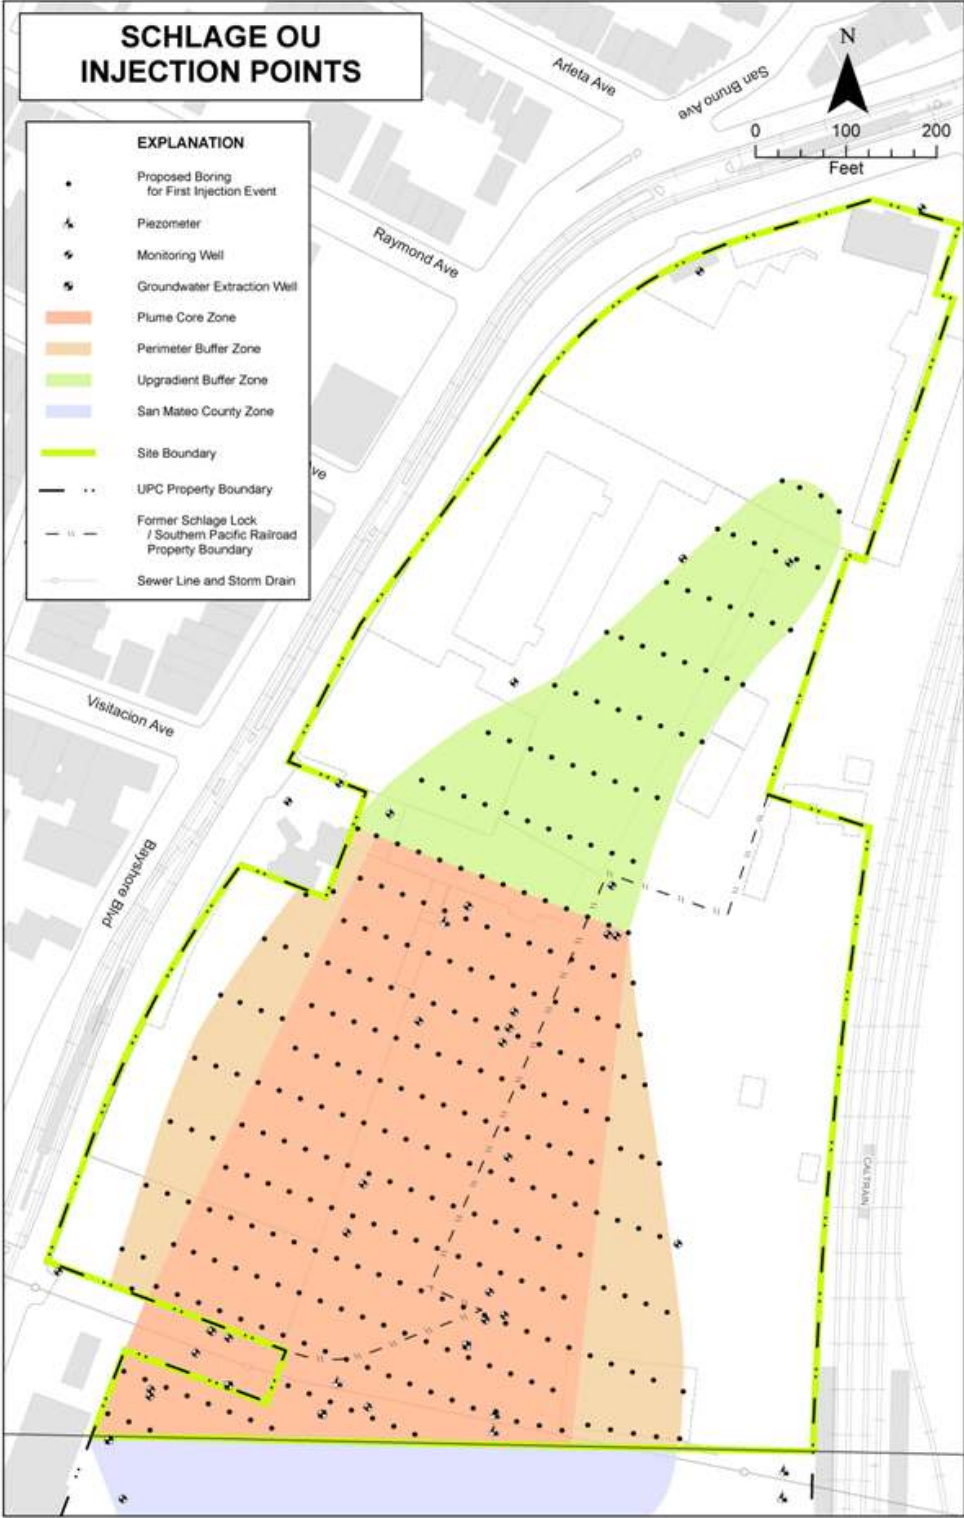 SCHLAGE OU
INJECTION POINTS
N
0 100 200
Feet
Arleta Ave
San Bruno Ave
Raymond Ave
EXPLANATION
Proposed Boring
for First Injection Event
Piezometer
Monitoring Well
Groundwater Extraction Well
Plume Core Zone
Perimeter Buffer Zone
Upgradient Buffer Zone
San Mateo County Zone
Site Boundary
UPC Property Boundary
Former Schlage Lock
/ Southern Pacific Railroad
Property Boundary
Sewer Line and Storm Drain
ve
Visitacion Ave
Bayshore Blvd
CALTRAIN